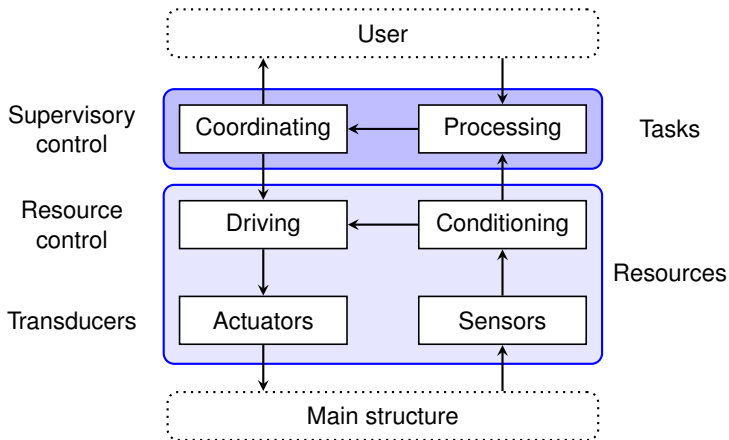 User
Supervisory
control
Coordinating
Processing
Tasks
Resource
control
Driving
Conditioning
Resources
Transducers
Actuators
Sensors
Main structure